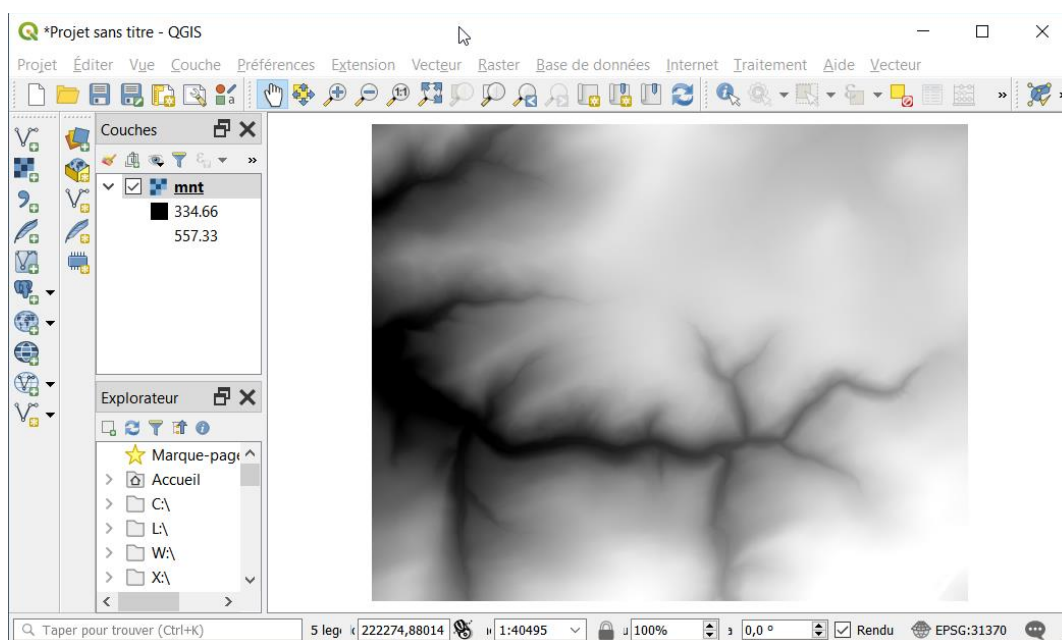 *Projet sans titre - QGIS
Projet Éditer Vue Couche Préférences Extension Vecteur Raster Base de données Internet Traitement Aide Vecteur
Couches
mnt
334.66
557.33
Explorateur
Marque-page
Accueil
C:\
L:\
W:\
X:\
Taper pour trouver (Ctrl+K) 5 leg 222274,88014 1:40495 100% 0,0 ° Rendu EPSG:31370